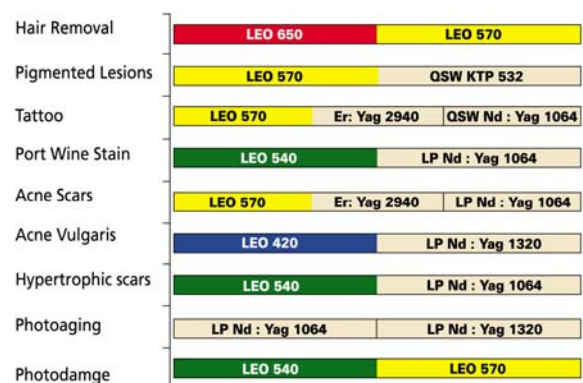 Hair Removal LEO 650 LEO 570
Pigmented Lesions LEO 570 QSW KTP 532
Tattoo LEO 570 Er: Yag 2940 QSW Nd : Yag 1064
Port Wine Stain LEO 540 LP Nd : Yag 1064
Acne Scars LEO 570 Er: Yag 2940 LP Nd : Yag 1064
Acne Vulgaris LEO 420 LP Nd : Yag 1320
Hypertrophic scars LEO 540 LP Nd : Yag 1064
Photoaging LP Nd : Yag 1064 LP Nd : Yag 1320
Photodamge LEO 540 LEO 570